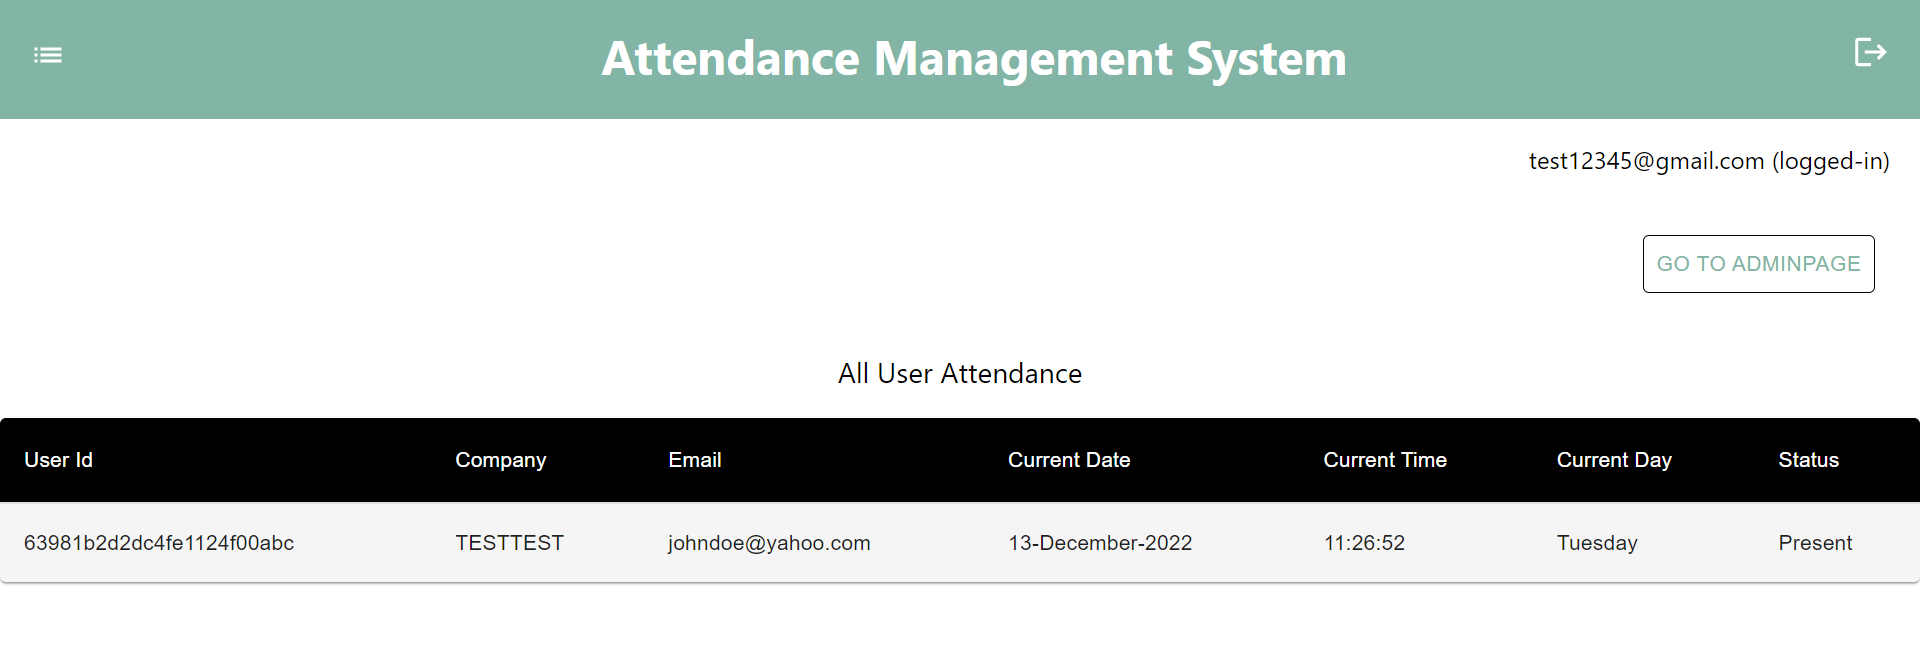 Attendance Management System
test12345@gmail.com (logged-in)
GO TO ADMINPAGE
All User Attendance
User Id Company Email Current Date Current Time Current Day Status
63981b2d2dc4fe1124f00abc TESTTEST johndoe@yahoo.com 13-December-2022 11:26:52 Tuesday Present